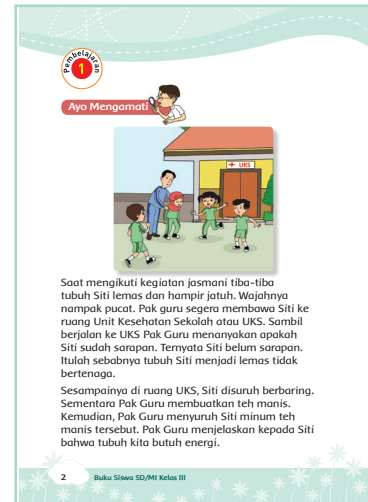 Pembelajaran
1
Ayo Mengamati
+ UKS
Saat mengikuti kegiatan jasmani tiba-tiba
tubuh Siti lemas dan hampir jatuh. Wajahnya
nampak pucat. Pak guru segera membawa Siti ke
ruang Unit Kesehatan Sekolah atau UKS. Sambil
berjalan ke UKS Pak Guru menanyakan apakah
Siti sudah sarapan. Ternyata Siti belum sarapan.
Itulah sebabnya tubuh Siti menjadi lemas tidak
bertenaga.
Sesampainya di ruang UKS, Siti disuruh berbaring.
Sementara Pak Guru membuatkan teh manis.
Kemudian, Pak Guru menyuruh Siti minum teh
manis tersebut. Pak Guru menjelaskan kepada Siti
bahwa tubuh kita butuh energi.
2 Buku Siswa SD/MI Kelas III